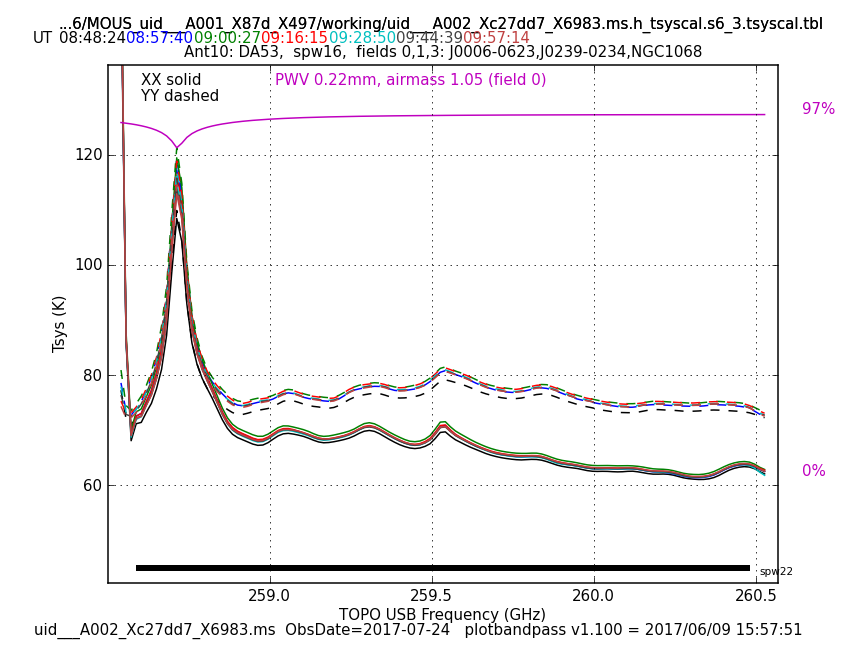 ...6/MOUS_uid___A001_X87d_X497/working/uid___A002_Xc27dd7_X6983.ms.h_tsyscal.s6_3.tsyscal.tbl
UT 08:48:24 08:57:40 09:00:27 09:16:15 09:28:50 09:44:39 09:57:14
Ant10: DA53,  spw16,  fields 0,1,3: J0006-0623,J0239-0234,NGC1068
XX solid
YY dashed
PWV 0.22mm, airmass 1.05 (field 0)
97%
120
100
80
60
Tsys (K)
0%
spw22
259.0 259.5 260.0 260.5
TOPO USB Frequency (GHz)
uid___A002_Xc27dd7_X6983.ms  ObsDate=2017-07-24   plotbandpass v1.100 = 2017/06/09 15:57:51